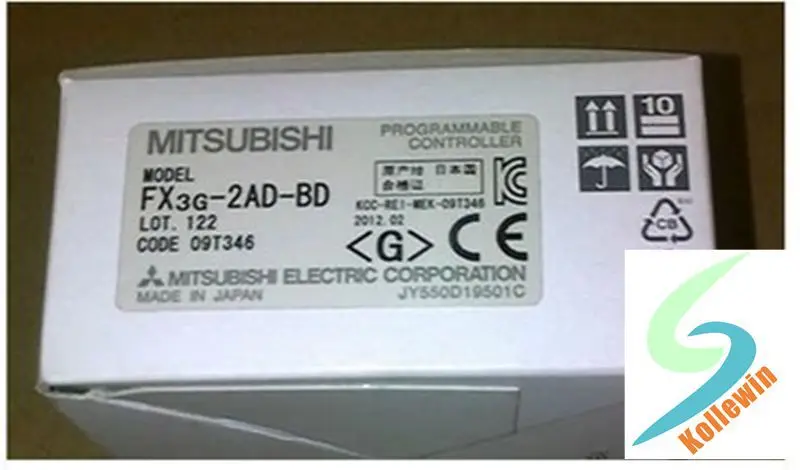 MITSUBISHI
PROGRAMMABLE
CONTROLLER
MODEL
FX3G-2AD-BD
LOT. 122
CODE 09T346
原产地 日本国
合格证
KCC-REI-MEK-09T346
2012.02
<G> CE
MITSUBISHI ELECTRIC CORPORATION
MADE IN JAPAN
JY550D19501C
10
CB
Kollewin